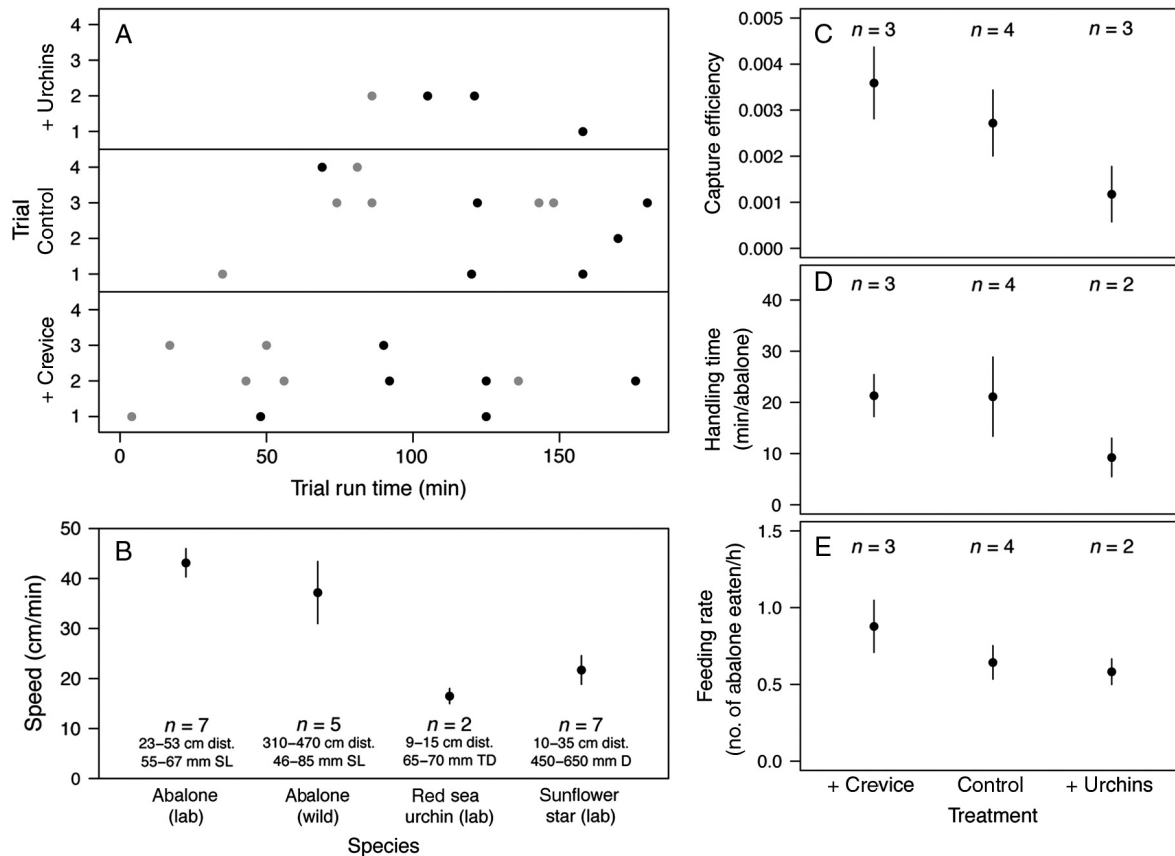 A
+ Urchins
4
3
2
1
Trial
Control
4
3
2
1
+ Crevice
4
3
2
1
0
50
100
150
Trial run time (min)
B
Speed (cm/min)
50
40
30
20
10
0
n = 7
23–53 cm dist.
55–67 mm SL
n = 5
310–470 cm dist.
46–85 mm SL
n = 2
9–15 cm dist.
65–70 mm TD
n = 7
10–35 cm dist.
450–650 mm D
Abalone
(lab)
Abalone
(wild)
Red sea
urchin (lab)
Sunflower
star (lab)
Species
C
n = 3
n = 4
n = 3
Capture efficiency
0.005
0.004
0.003
0.002
0.001
0.000
D
n = 3
n = 4
n = 2
Handling time
(min/abalone)
40
30
20
10
0
E
n = 3
n = 4
n = 2
Feeding rate
(no. of abalone eaten/h)
1.5
1.0
0.5
0.0
+ Crevice
Control
+ Urchins
Treatment